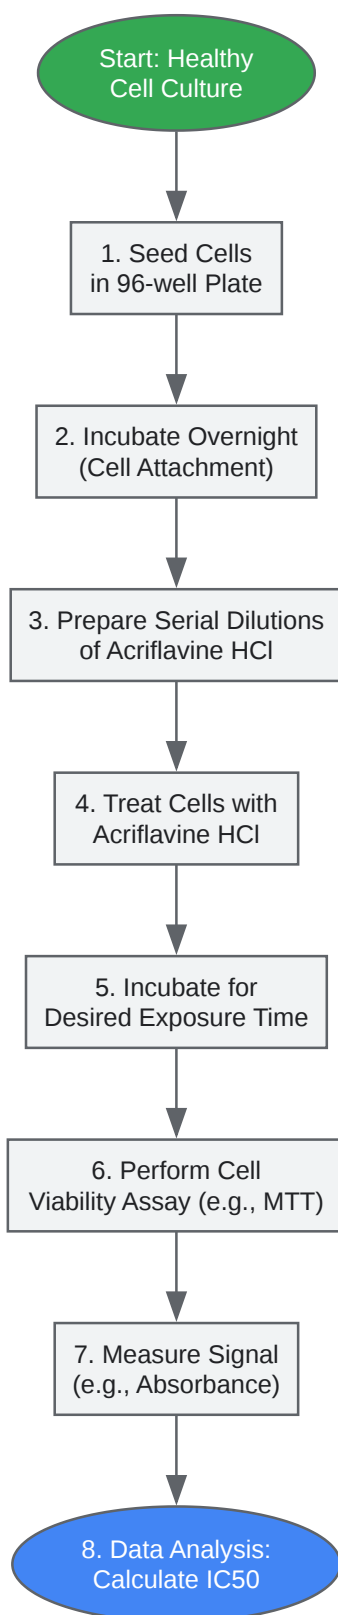 Start: Healthy
Cell Culture
1. Seed Cells
in 96-well Plate
2. Incubate Overnight
(Cell Attachment)
3. Prepare Serial Dilutions
of Acriflavine HCl
4. Treat Cells with
Acriflavine HCl
5. Incubate for
Desired Exposure Time
6. Perform Cell
Viability Assay (e.g., MTT)
7. Measure Signal
(e.g., Absorbance)
8. Data Analysis:
Calculate IC50